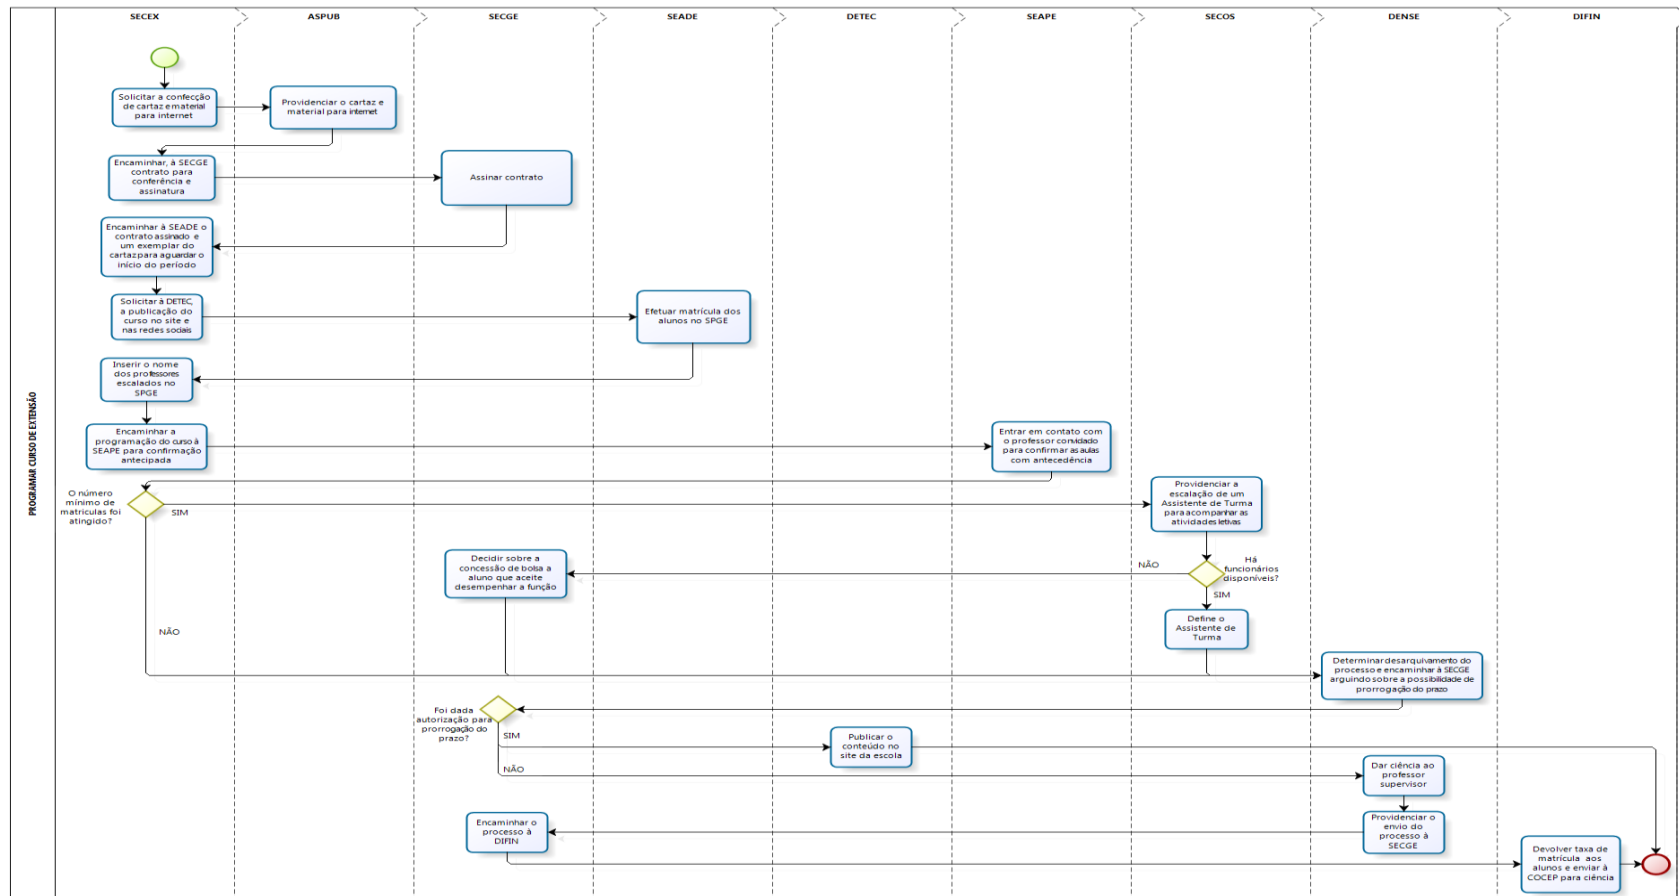 SECEX
ASPUB
SECGE
SEADE
DETEC
SEAPE
SECOS
DENSE
DIFIN
PROGRAMAR CURSO DE EXTENSÃO
Solicitar a confecção
de cartaz e material
para internet
Providenciar o cartaz e
material para internet
Encaminhar, à SECGE
contrato para
conferência e
assinatura
Assinar contrato
Encaminhar à SEADE o
contrato assinado e
um exemplar do
cartaz para aguardar o
início do período
Solicitar à DETEC,
a publicação do
curso no site e
nas redes sociais
Efetuar matrícula dos
alunos no SPGE
Inserir o nome
dos professores
escalados no
SPGE
Encaminhar a
programação do curso à
SEAPE para confirmação
antecipada
Entrar em contato com
o professor convidado
para confirmar as aulas
com antecedência
O número
mínimo de
matrículas foi
atingido?
SIM
Providenciar a
escalação de um
Assistente de Turma
para acompanhar as
atividades letivas
Decidir sobre a
concessão de bolsa a
aluno que aceite
desempenhar a função
NÃO
Há
funcionários
disponíveis?
SIM
Define o
Assistente de
Turma
NÃO
Determinar desarquivamento do
processo e encaminhar à SECGE
arguindo sobre a possibilidade de
prorrogação do prazo
Foi dada
autorização para
prorrogação do
prazo?
SIM
Publicar o
conteúdo no
site da escola
NÃO
Dar ciência ao
professor
supervisor
Encaminhar o
processo à
DIFIN
Providenciar o
envio do
processo à
SECGE
Devolver taxa de
matrícula aos
alunos e enviar à
COCEP para ciência